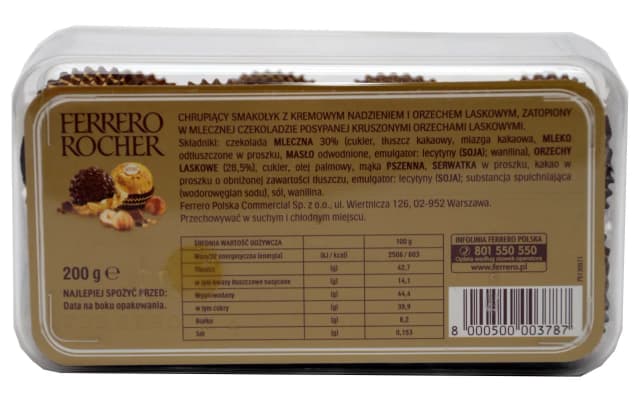 FERRERO
ROCHER
CHRUPIĄCY SMAKOŁYK Z KREMOWYM NADZIENIEM I ORZECHEM LASKOWYM, ZATOPIONY
W MLECZNEJ CZEKOLADZIE POSYPANEJ KRUSZONYMI ORZECHAMI LASKOWYMI.
Składniki: czekolada MLECZNA 30% (cukier, tłuszcz kakaowy, miazga kakaowa, MLEKO
odtłuszczone w proszku, MASŁO odwodnione, emulgator: lecytyny (SOJA); wanilina), ORZECHY
LASKOWE (28,5%), cukier, olej palmowy, mąka PSZENNA, SERWATKA w proszku, kakao w
proszku o obniżonej zawartości tłuszczu, emulgator: lecytyny (SOJA); substancja spulchniająca
(wodorowęglan sodu), sól, wanilina.
Ferrero Polska Commercial Sp. z o.o., ul. Wiertnicza 126, 02-952 Warszawa.
Przechowywać w suchym i chłodnym miejscu.
200 g e
NAJLEPIEJ SPOŻYĆ PRZED:
Data na boku opakowania.
ŚREDNIA WARTOŚĆ ODŻYWCZA 100 g
Wartość energetyczna (energia) (kJ / kcal) 2506 / 603
Tłuszcz (g) 42,7
w tym kwasy tłuszczowe nasycone (g) 14,1
Węglowodany (g) 44,4
w tym cukry (g) 39,9
Białko (g) 8,2
Sól (g) 0,153
INFOLINIA FERRERO POLSKA
801 550 550
Opłata według stawek operatora
www.ferrero.pl
8 000500 003787